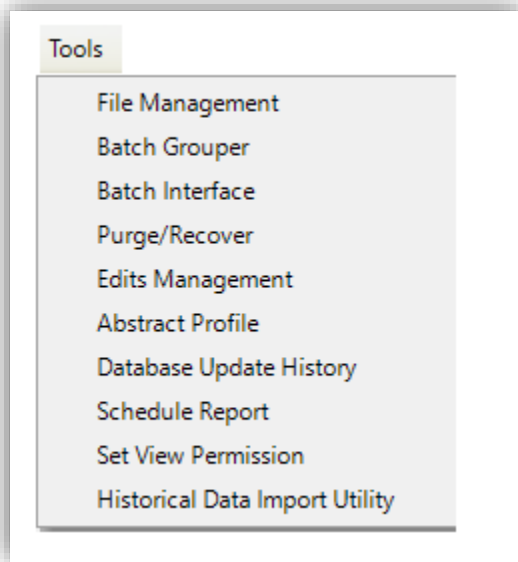 Tools
File Management
Batch Grouper
Batch Interface
Purge/Recover
Edits Management
Abstract Profile
Database Update History
Schedule Report
Set View Permission
Historical Data Import Utility